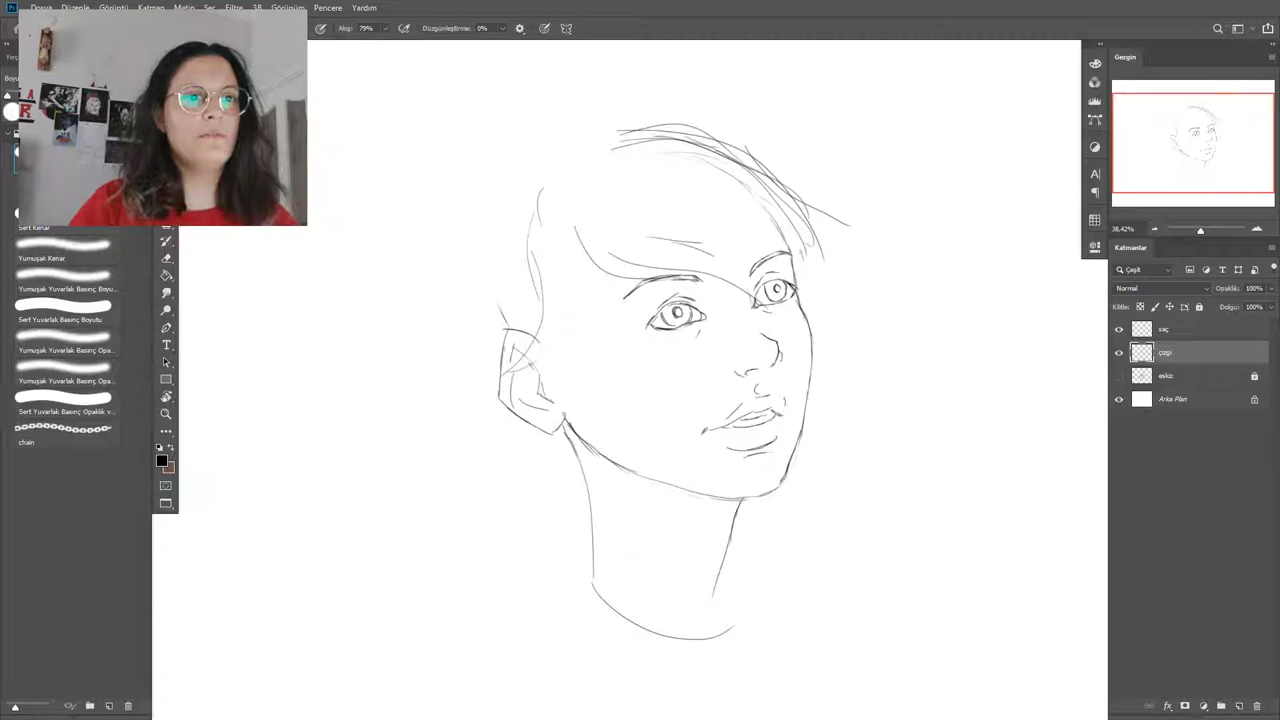 Ps Dosya Düzenle Görüntü Katman Metin Seç Filtre 3B Görünüm Pencere Yardım
Akış: 79% Düzgünleştirme: 0%
Gezgin
38.42%
Katmanlar
Çeşit
Normal Opaklık: 100%
Kilitle: Dolgu: 100%
saç
çizgi
eskiz
Arka Plan
Sert Kenar
Yumuşak Kenar
Yumuşak Yuvarlak Basınç Boyu...
Sert Yuvarlak Basınç Boyutu
Yumuşak Yuvarlak Basınç Opa...
Yumuşak Yuvarlak Basınç Opa...
Sert Yuvarlak Basınç Opaklık v...
chain